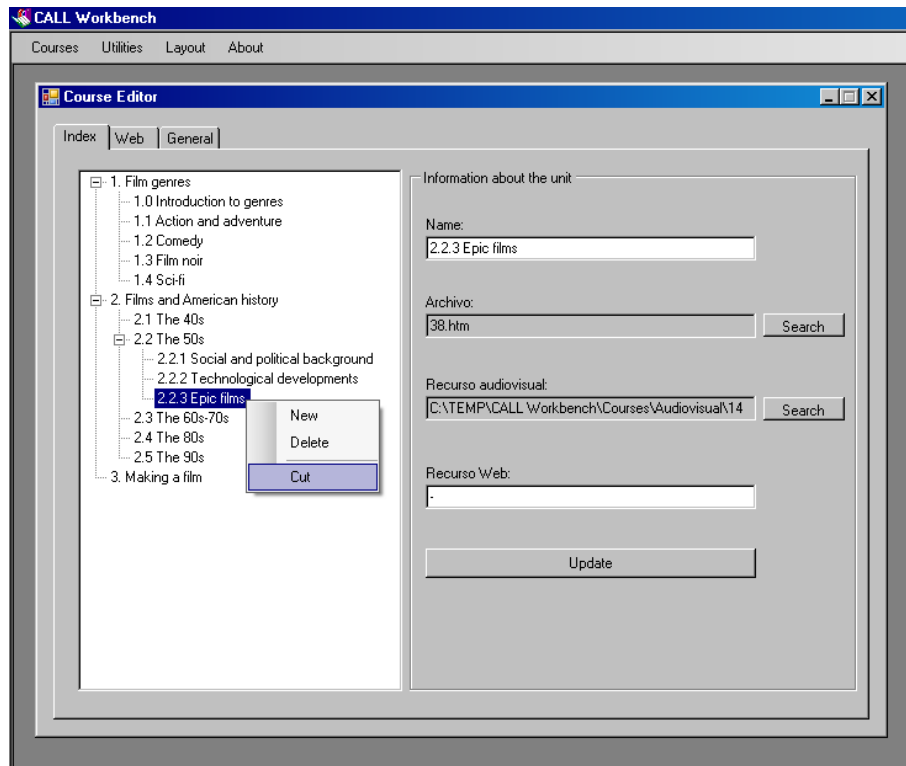 CALL Workbench
Courses Utilities Layout About
Course Editor
Index Web General
1. Film genres
1.0 Introduction to genres
1.1 Action and adventure
1.2 Comedy
1.3 Film noir
1.4 Sci-fi
2. Films and American history
2.1 The 40s
2.2 The 50s
2.2.1 Social and political background
2.2.2 Technological developments
2.2.3 Epic films
2.3 The 60s-70s
2.4 The 80s
2.5 The 90s
3. Making a film
New
Delete
Cut
Information about the unit
Name:
2.2.3 Epic films
Archivo:
38.htm
Search
Recurso audiovisual:
C:\TEMP\CALL Workbench\Courses\Audiovisual\14
Search
Recurso Web:
-
Update